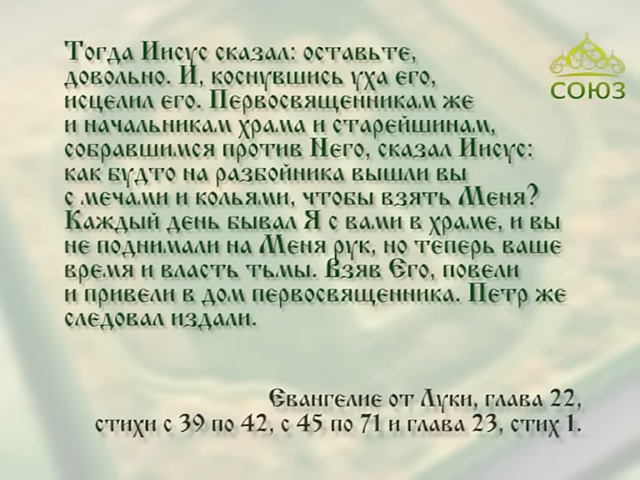 Тогда Иисус сказал: оставьте,
довольно. И, коснувшись уха его,
исцелил его. Первосвященникам же
и начальникам храма и старейшинам,
собравшимся против Него, сказал Иисус:
как будто на разбойника вышли вы
с мечами и кольями, чтобы взять Меня?
Каждый день бывал Я с вами в храме, и вы
не поднимали на Меня рук, но теперь ваше
время и власть тьмы. Взяв Его, повели
и привели в дом первосвященника. Петр же
следовал издали.
Евангелие от Луки, глава 22,
стихи с 39 по 42, с 45 по 71 и глава 23, стих 1.
СОЮЗ